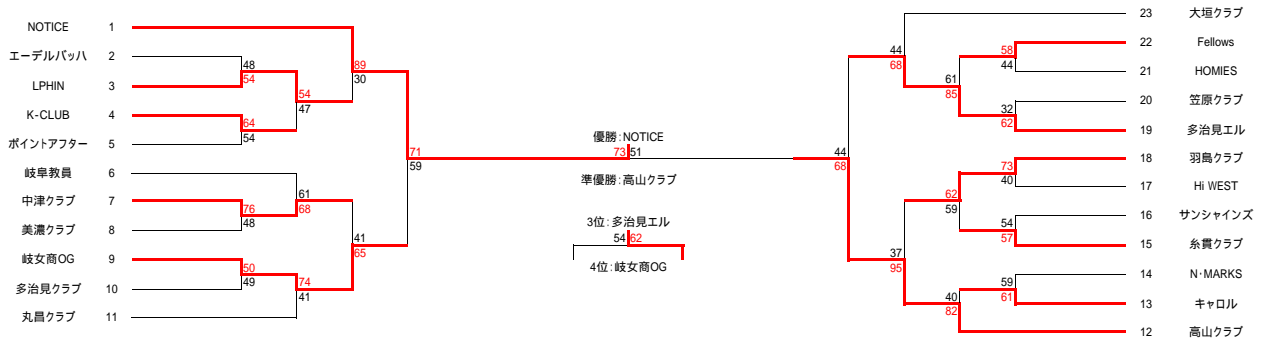 NOTICE 1
エーデルバッハ 2
LPHIN 3
K-CLUB 4
ポイントアフター 5
岐阜教員 6
中津クラブ 7
美濃クラブ 8
岐女商OG 9
多治見クラブ 10
丸昌クラブ 11
48
54
64
54
76
48
50
49
54
47
61
68
74
41
89
30
41
65
71
59
優勝:NOTICE
73 51
準優勝:高山クラブ
3位:多治見エル
54 62
4位:岐女商OG
44
68
44
68
37
95
61
85
62
59
40
82
58
44
32
62
73
40
54
57
59
61
23 大垣クラブ
22 Fellows
21 HOMIES
20 笠原クラブ
19 多治見エル
18 羽島クラブ
17 Hi WEST
16 サンシャインズ
15 糸貫クラブ
14 N・MARKS
13 キャロル
12 高山クラブ